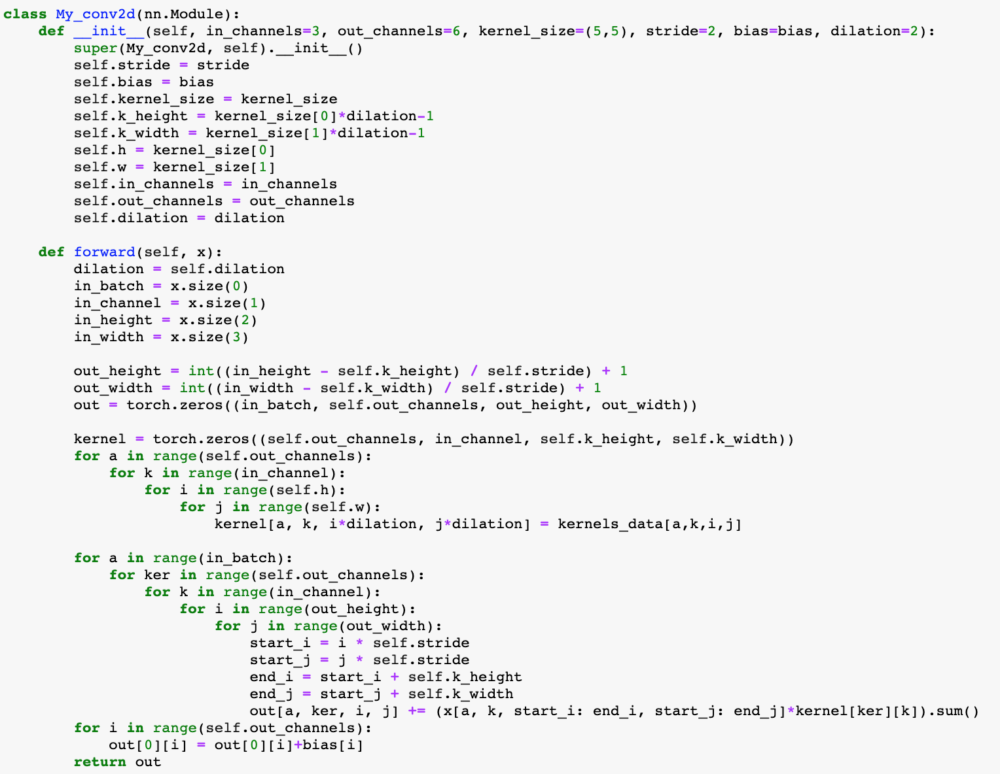 class My_conv2d(nn.Module):
    def __init__(self, in_channels=3, out_channels=6, kernel_size=(5,5), stride=2, bias=bias, dilation=2):
        super(My_conv2d, self).__init__()
        self.stride = stride
        self.bias = bias
        self.kernel_size = kernel_size
        self.k_height = kernel_size[0]*dilation-1
        self.k_width = kernel_size[1]*dilation-1
        self.h = kernel_size[0]
        self.w = kernel_size[1]
        self.in_channels = in_channels
        self.out_channels = out_channels
        self.dilation = dilation

    def forward(self, x):
        dilation = self.dilation
        in_batch = x.size(0)
        in_channel = x.size(1)
        in_height = x.size(2)
        in_width = x.size(3)

        out_height = int((in_height - self.k_height) / self.stride) + 1
        out_width = int((in_width - self.k_width) / self.stride) + 1
        out = torch.zeros((in_batch, self.out_channels, out_height, out_width))

        kernel = torch.zeros((self.out_channels, in_channel, self.k_height, self.k_width))
        for a in range(self.out_channels):
            for k in range(in_channel):
                for i in range(self.h):
                    for j in range(self.w):
                        kernel[a, k, i*dilation, j*dilation] = kernels_data[a,k,i,j]

        for a in range(in_batch):
            for ker in range(self.out_channels):
                for k in range(in_channel):
                    for i in range(out_height):
                        for j in range(out_width):
                            start_i = i * self.stride
                            start_j = j * self.stride
                            end_i = start_i + self.k_height
                            end_j = start_j + self.k_width
                            out[a, ker, i, j] += (x[a, k, start_i: end_i, start_j: end_j]*kernel[ker][k]).sum()
        for i in range(self.out_channels):
            out[0][i] = out[0][i]+bias[i]
        return out